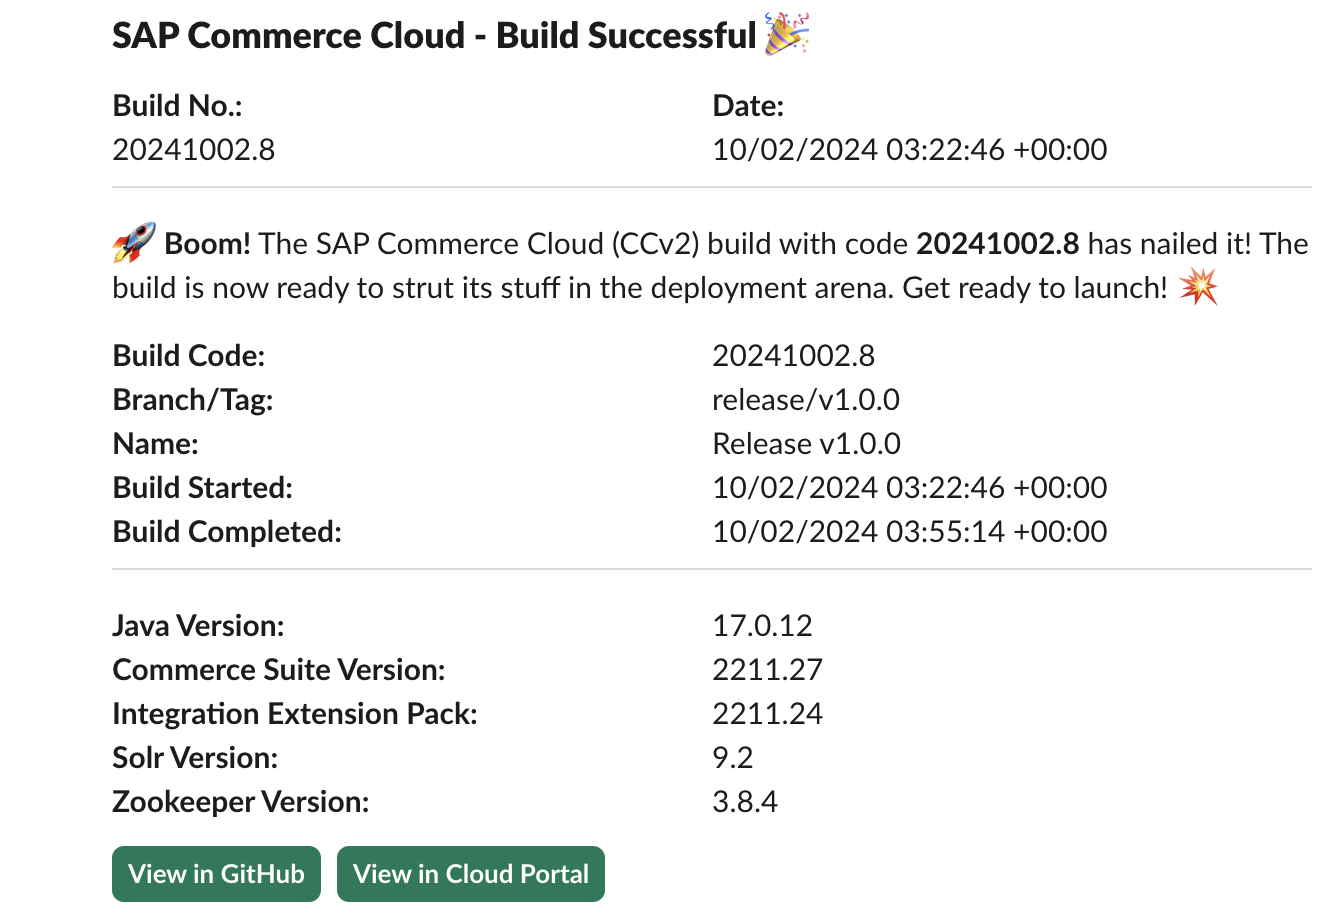 SAP Commerce Cloud - Build Successful 🎉
Build No.: Date:
20241002.8 10/02/2024 03:22:46 +00:00
🚀 Boom! The SAP Commerce Cloud (CCv2) build with code 20241002.8 has nailed it! The
build is now ready to strut its stuff in the deployment arena. Get ready to launch! 💥
Build Code: 20241002.8
Branch/Tag: release/v1.0.0
Name: Release v1.0.0
Build Started: 10/02/2024 03:22:46 +00:00
Build Completed: 10/02/2024 03:55:14 +00:00
Java Version: 17.0.12
Commerce Suite Version: 2211.27
Integration Extension Pack: 2211.24
Solr Version: 9.2
Zookeeper Version: 3.8.4
View in GitHub View in Cloud Portal